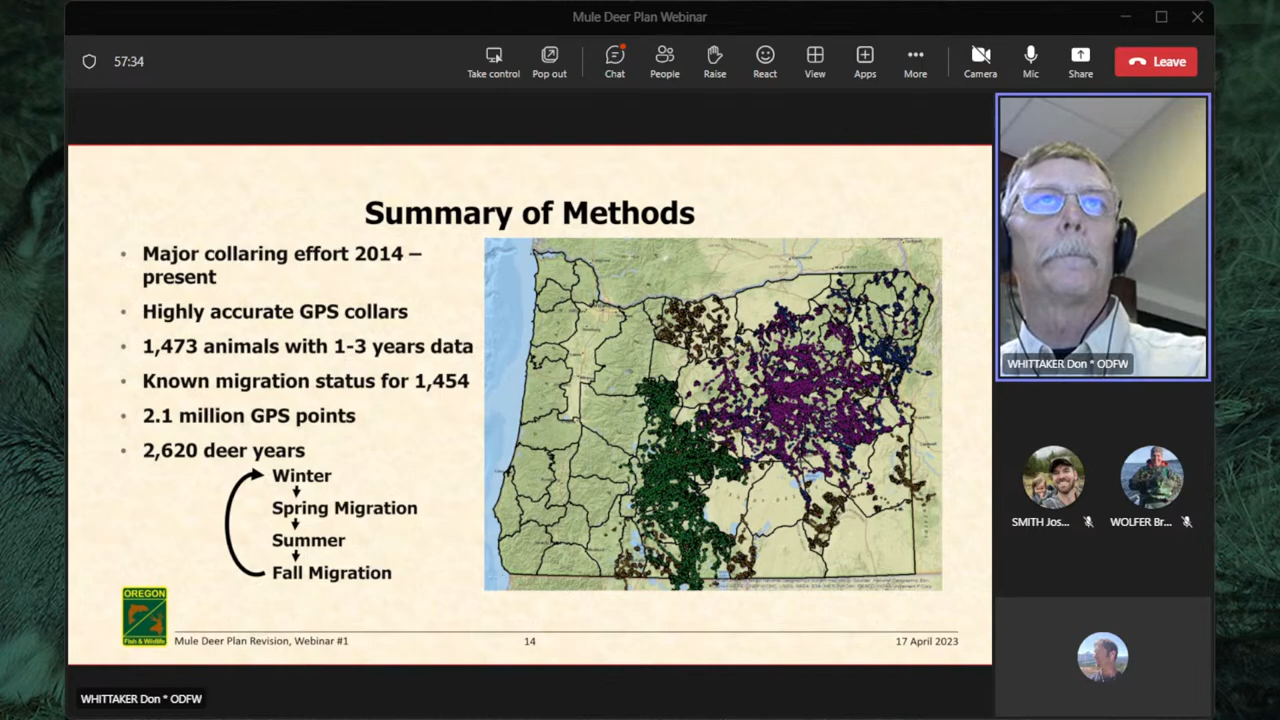 Mule Deer Plan Webinar
57:34
Take control
Pop out
Chat
People
Raise
React
View
Apps
More
Camera
Mic
Share
Leave
Summary of Methods
• Major collaring effort 2014 –
present
• Highly accurate GPS collars
• 1,473 animals with 1-3 years data
• Known migration status for 1,454
• 2.1 million GPS points
• 2,620 deer years
Winter
Spring Migration
Summer
Fall Migration
OREGON
Fish & Wildlife
Mule Deer Plan Revision, Webinar #1
14
17 April 2023
WHITTAKER Don * ODFW
SMITH Jos...
WOLFER Br...
WHITTAKER Don * ODFW